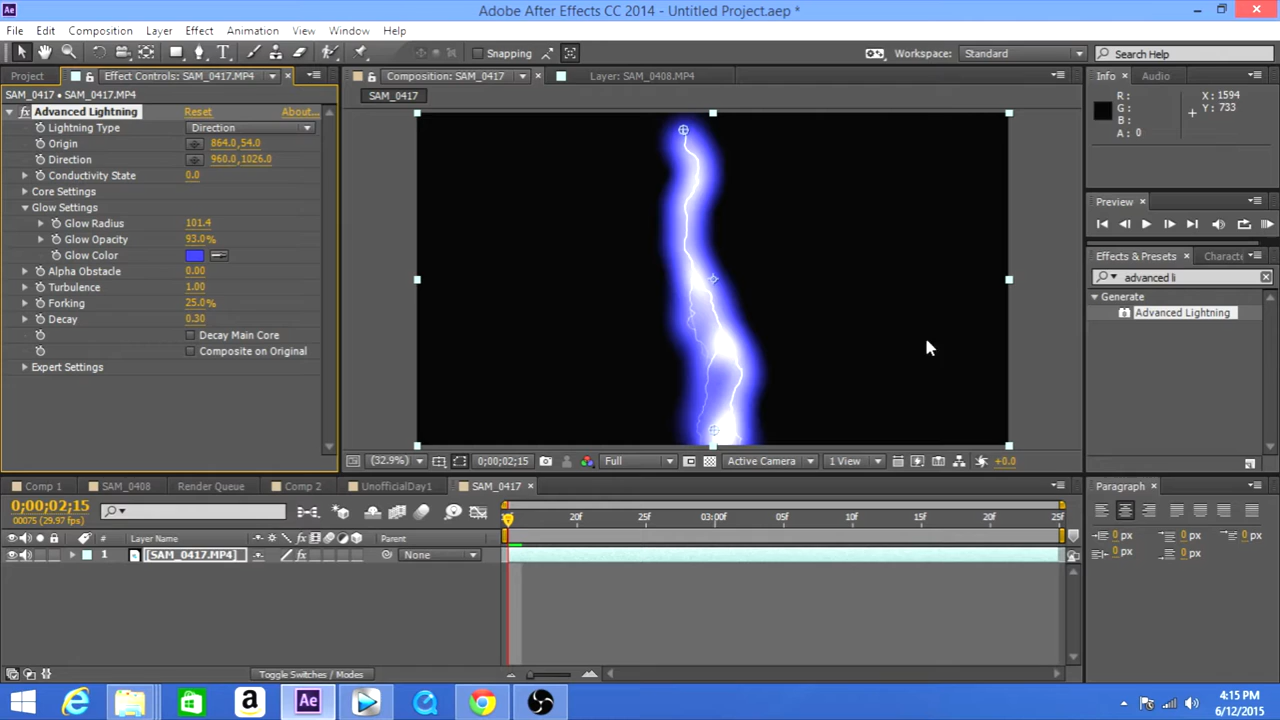 Ae
Adobe After Effects CC 2014 - Untitled Project.aep *
File Edit Composition Layer Effect Animation View Window Help
T Snapping Workspace: Standard Search Help
Project Effect Controls: SAM_0417.MP4 Composition: SAM_0417 Layer: SAM_0408.MP4 Info Audio
SAM_0417 • SAM_0417.MP4 SAM_0417
fx Advanced Lightning Reset About...
Lightning Type Direction
Origin 864.0,54.0
Direction 960.0,1026.0
Conductivity State 0.0
Core Settings
Glow Settings
Glow Radius 101.4
Glow Opacity 93.0%
Glow Color
Alpha Obstacle 0.00
Turbulence 1.00
Forking 25.0%
Decay 0.30
Decay Main Core
Composite on Original
Expert Settings
(32.9%) 0;00;02;15 Full Active Camera 1 View +0.0
R: X: 1594
G: Y: 733
B:
A: 0
Preview
Effects & Presets Characte
advanced li
Generate
Advanced Lightning
Comp 1 SAM_0408 Render Queue Comp 2 UnofficialDay1 SAM_0417
0;00;02;15
00075 (29.97 fps)
20f 25f 03:00f 05f 10f 15f 20f 25f
# Layer Name fx Parent
1 [SAM_0417.MP4] fx None
Toggle Switches / Modes
Paragraph
0 px 0 px 0 px
0 px 0 px
a Ae
4:15 PM
6/12/2015